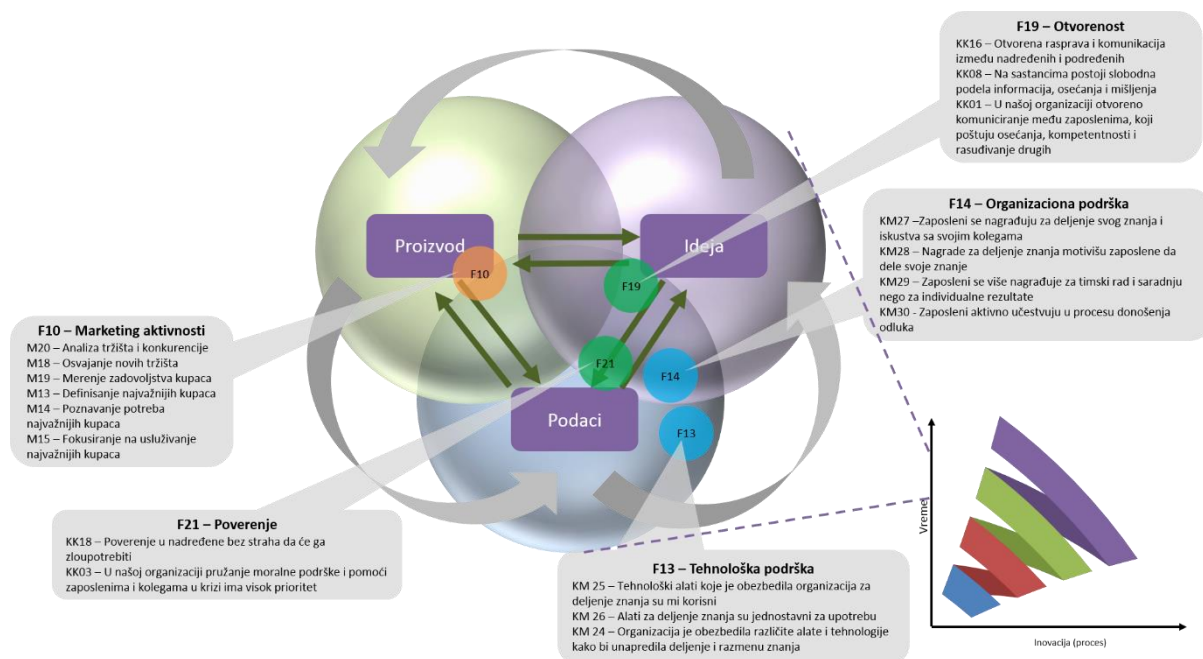 F19 – Otvorenost
KK16 – Otvorena rasprava i komunikacija
između nadređenih i podređenih
KK08 – Na sastancima postoji slobodna
podela informacija, osećanja i mišljenja
KK01 – U našoj organizaciji otvoreno
komuniciranje među zaposlenima, koji
poštuju osećanja, kompetentnosti i
rasuđivanje drugih
F14 – Organizaciona podrška
KM27 –Zaposleni se nagrađuju za deljenje svog znanja i
iskustva sa svojim kolegama
KM28 – Nagrade za deljenje znanja motivišu zaposlene da
dele svoje znanje
KM29 – Zaposleni se više nagrađuje za timski rad i saradnju
nego za individualne rezultate
KM30 - Zaposleni aktivno učestvuju u procesu donošenja
odluka
Proizvod
Ideja
F10
F19
F21
F14
Podaci
F13
F10 – Marketing aktivnosti
M20 – Analiza tržišta i konkurencije
M18 – Osvajanje novih tržišta
M19 – Merenje zadovoljstva kupaca
M13 – Definisanje najvažnijih kupaca
M14 – Poznavanje potreba
najvažnijih kupaca
M15 – Fokusiranje na usluživanje
najvažnijih kupaca
F21 – Poverenje
KK18 – Poverenje u nadređene bez straha da će ga
zloupotrebiti
KK03 – U našoj organizaciji pružanje moralne podrške i pomoći
zaposlenima i kolegama u krizi ima visok prioritet
F13 – Tehnološka podrška
KM 25 – Tehnološki alati koje je obezbedila organizacija za
deljenje znanja su mi korisni
KM 26 – Alati za deljenje znanja su jednostavni za upotrebu
KM 24 – Organizacija je obezbedila različite alate i tehnologije
kako bi unapredila deljenje i razmenu znanja
Vreme
Inovacija (proces)